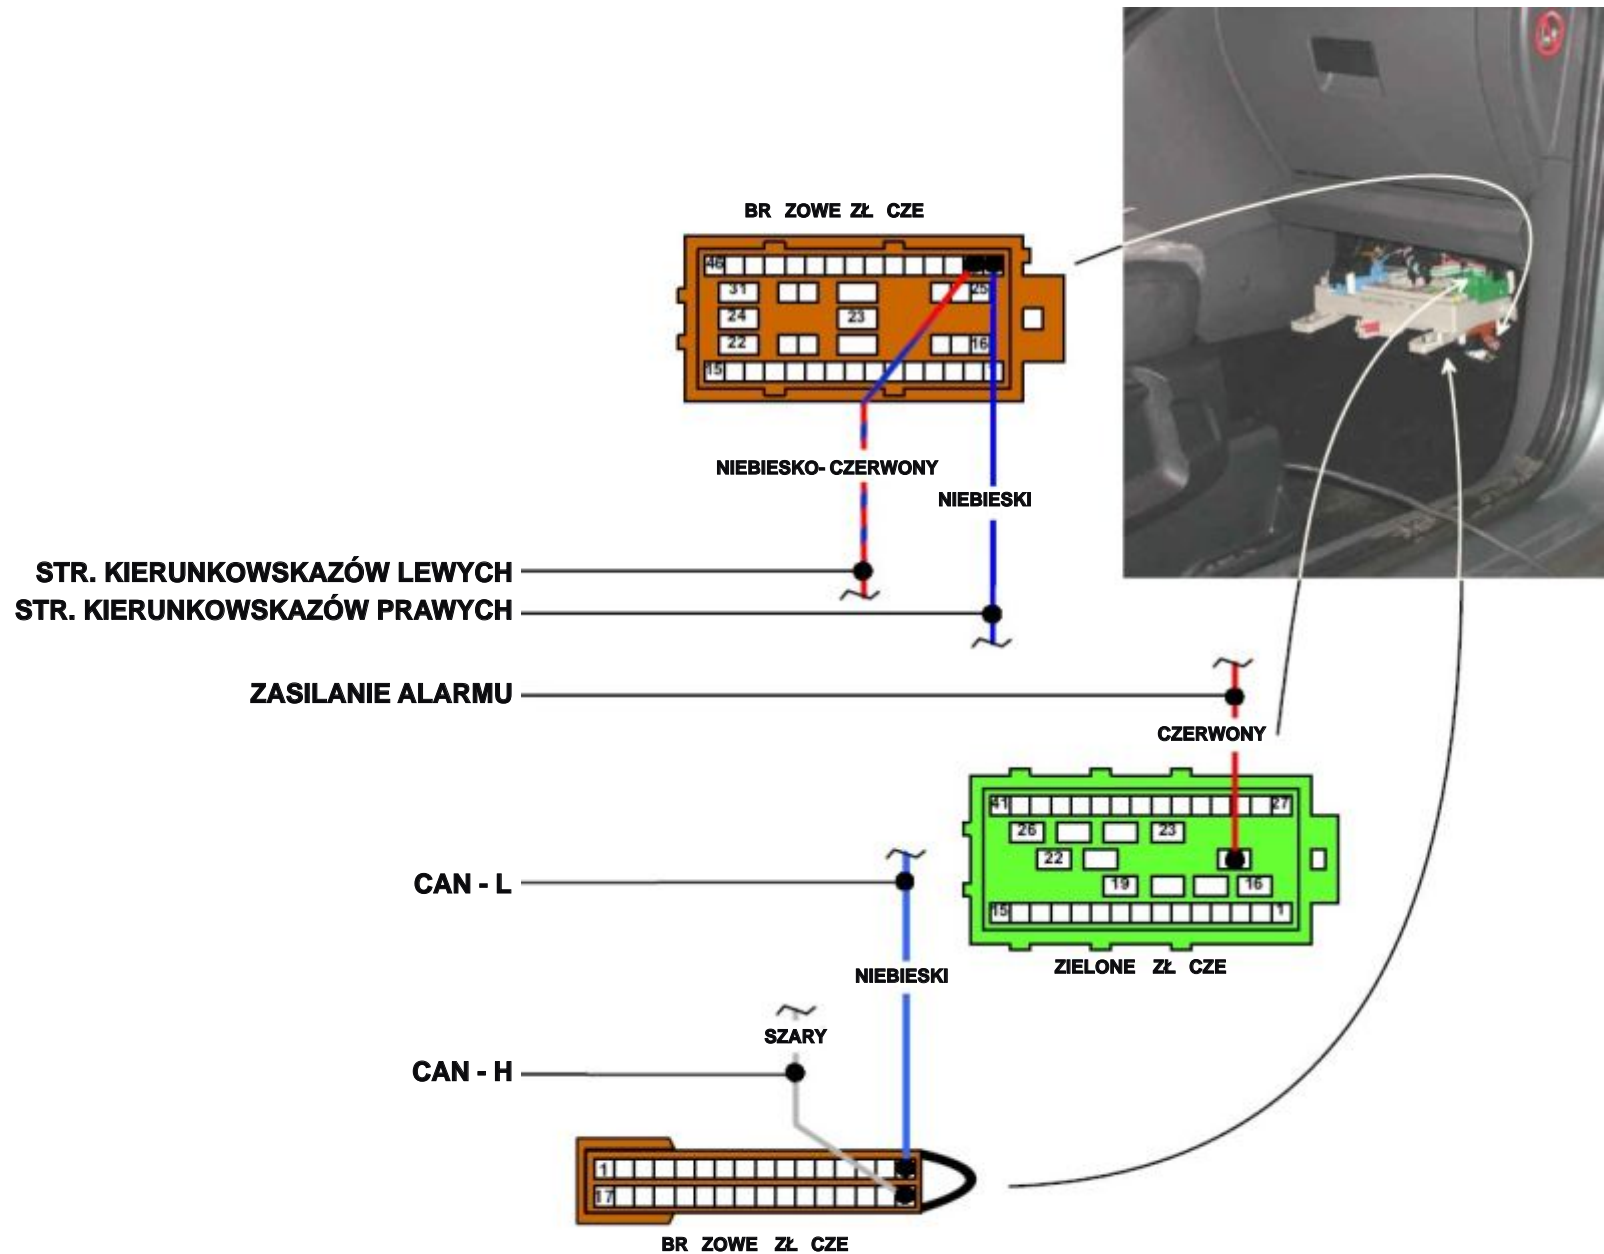 BR ZOWE ZŁ CZE
46
31 25
24 23
22 16
15
NIEBIESKO- CZERWONY
NIEBIESKI
STR. KIERUNKOWSKAZÓW LEWYCH
STR. KIERUNKOWSKAZÓW PRAWYCH
ZASILANIE ALARMU
CZERWONY
41 27
26 23
22
19 16
15 1
ZIELONE ZŁ CZE
CAN - L
NIEBIESKI
SZARY
CAN - H
1
17
BR ZOWE ZŁ CZE